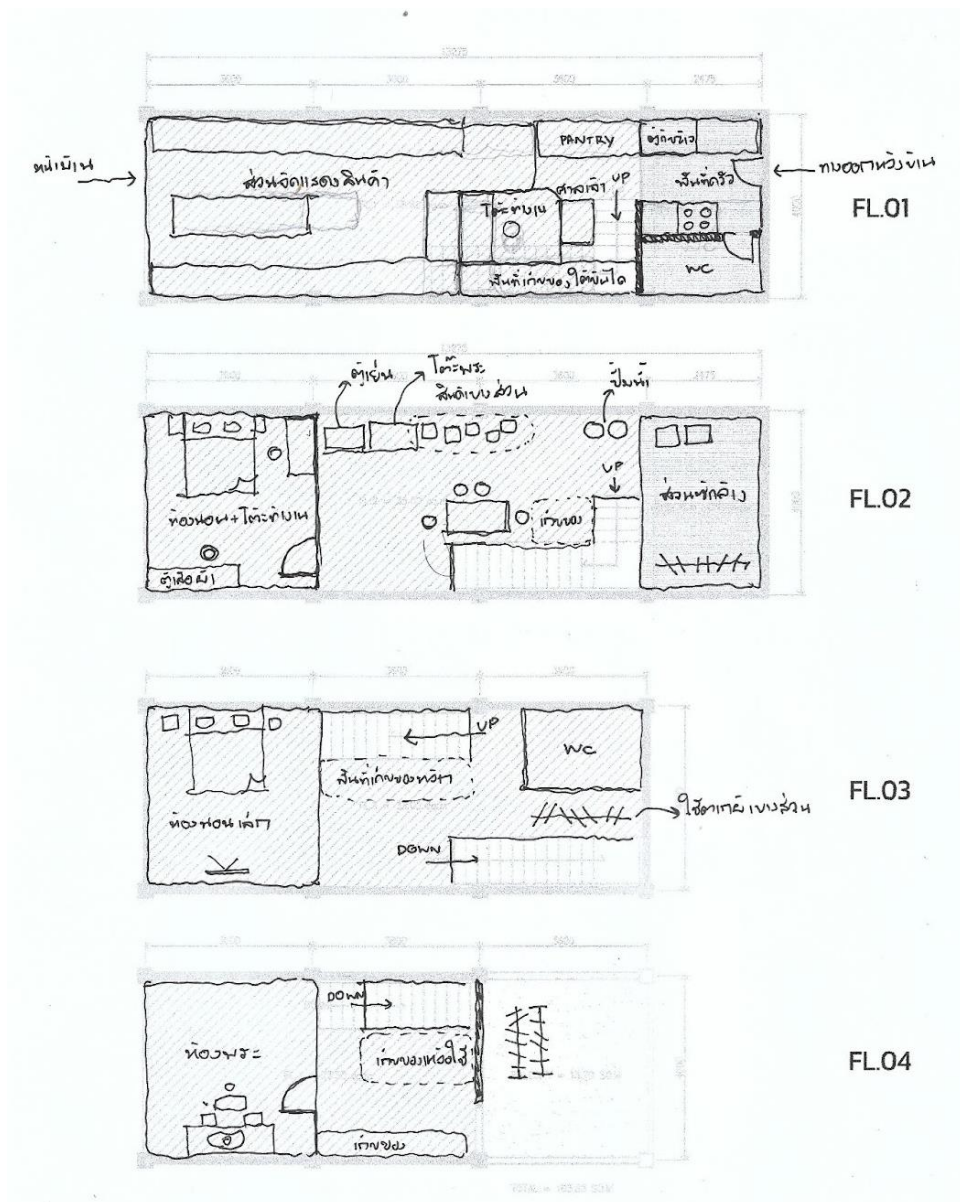 หน้าบ้าน
ส่วนจัดแสดงสินค้า
PANTRY
ตู้กับข้าว
ศาลเจ้า
UP
พื้นที่ครัว
ทางออกหลังบ้าน
โต๊ะทำงาน
FL.01
พื้นที่เก็บของใต้บันได
WC
ตู้เย็น
โต๊ะพระ
สินค้าบางส่วน
ปั๊มน้ำ
UP
ส่วนซักล้าง
FL.02
ห้องนอน+โต๊ะทำงาน
เก็บของ
ตู้เสื้อผ้า
UP
WC
พื้นที่เก็บของ
FL.03
ห้องนอนเล็ก
ใช้ตากผ้าบางส่วน
DOWN
DOWN
ห้องพระ
เก็บของเหลือใช้
FL.04
เก็บของ